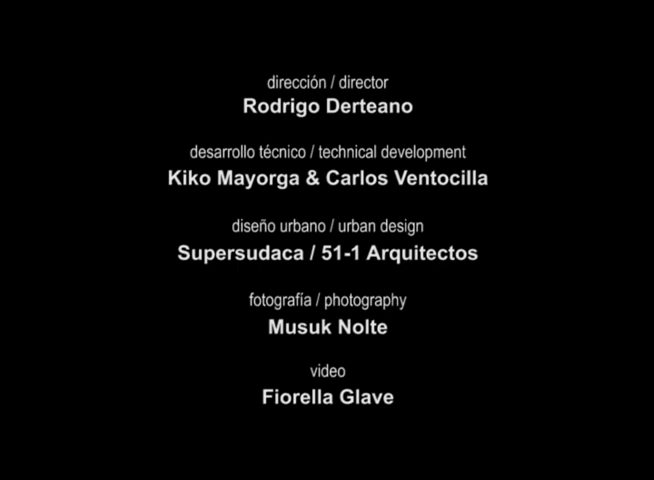 dirección / director
Rodrigo Derteano
desarrollo técnico / technical development
Kiko Mayorga & Carlos Ventocilla
diseño urbano / urban design
Supersudaca / 51-1 Arquitectos
fotografía / photography
Musuk Nolte
video
Fiorella Glave